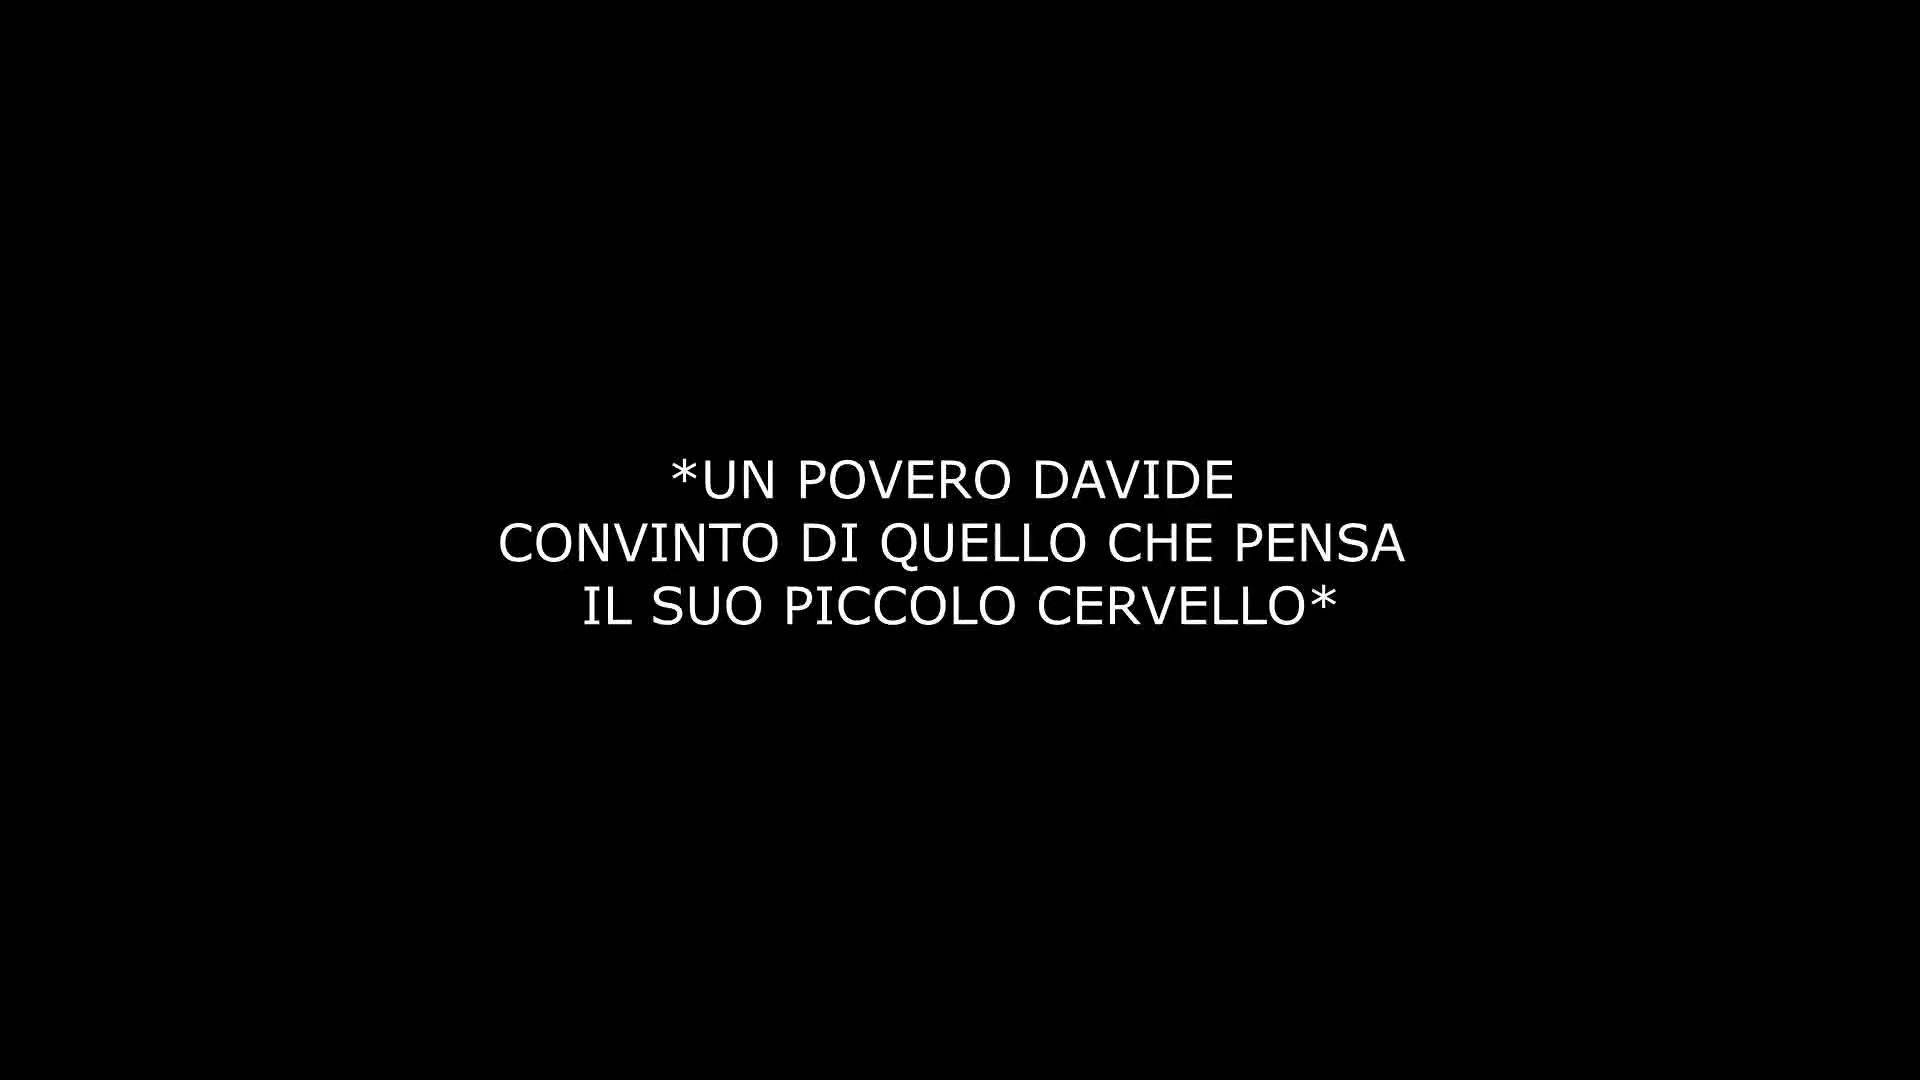 *UN POVERO DAVIDE
CONVINTO DI QUELLO CHE PENSA
IL SUO PICCOLO CERVELLO*